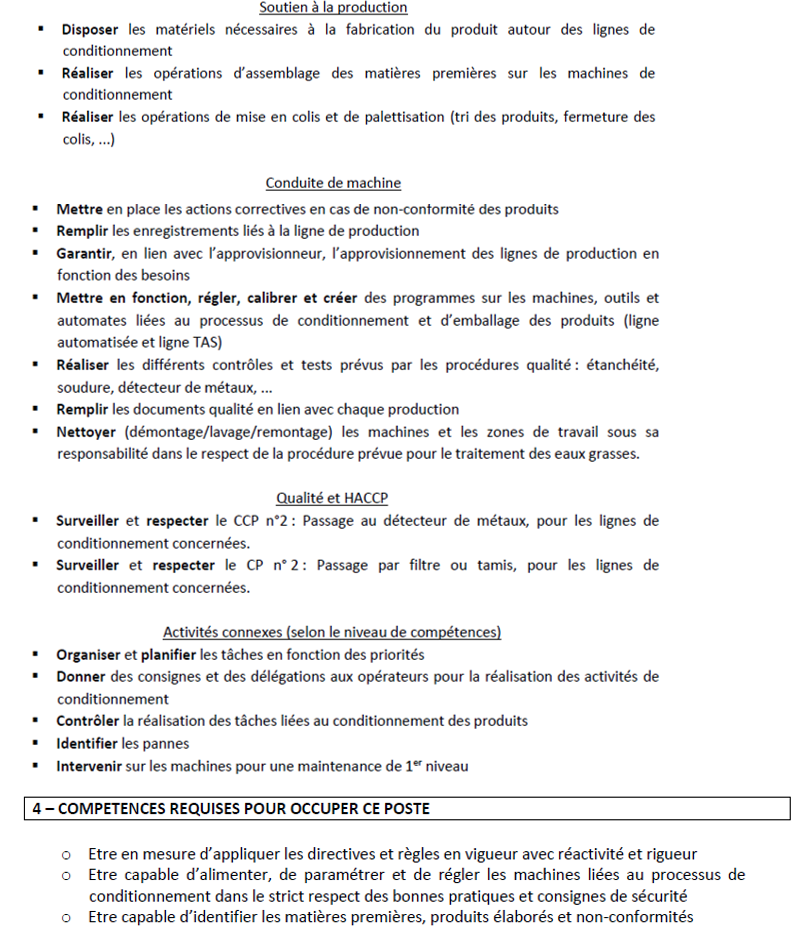 Soutien à la production
▪ Disposer les matériels nécessaires à la fabrication du produit autour des lignes de
conditionnement
▪ Réaliser les opérations d'assemblage des matières premières sur les machines de
conditionnement
▪ Réaliser les opérations de mise en colis et de palettisation (tri des produits, fermeture des
colis, ...)
Conduite de machine
▪ Mettre en place les actions correctives en cas de non-conformité des produits
▪ Remplir les enregistrements liés à la ligne de production
▪ Garantir, en lien avec l'approvisionneur, l'approvisionnement des lignes de production en
fonction des besoins
▪ Mettre en fonction, régler, calibrer et créer des programmes sur les machines, outils et
automates liées au processus de conditionnement et d'emballage des produits (ligne
automatisée et ligne TAS)
▪ Réaliser les différents contrôles et tests prévus par les procédures qualité : étanchéité,
soudure, détecteur de métaux, ...
▪ Remplir les documents qualité en lien avec chaque production
▪ Nettoyer (démontage/lavage/remontage) les machines et les zones de travail sous sa
responsabilité dans le respect de la procédure prévue pour le traitement des eaux grasses.
Qualité et HACCP
▪ Surveiller et respecter le CCP n°2 : Passage au détecteur de métaux, pour les lignes de
conditionnement concernées.
▪ Surveiller et respecter le CP n° 2 : Passage par filtre ou tamis, pour les lignes de
conditionnement concernées.
Activités connexes (selon le niveau de compétences)
▪ Organiser et planifier les tâches en fonction des priorités
▪ Donner des consignes et des délégations aux opérateurs pour la réalisation des activités de
conditionnement
▪ Contrôler la réalisation des tâches liées au conditionnement des produits
▪ Identifier les pannes
▪ Intervenir sur les machines pour une maintenance de 1er niveau
4 – COMPETENCES REQUISES POUR OCCUPER CE POSTE
o Etre en mesure d'appliquer les directives et règles en vigueur avec réactivité et rigueur
o Etre capable d'alimenter, de paramétrer et de régler les machines liées au processus de
conditionnement dans le strict respect des bonnes pratiques et consignes de sécurité
o Etre capable d'identifier les matières premières, produits élaborés et non-conformités